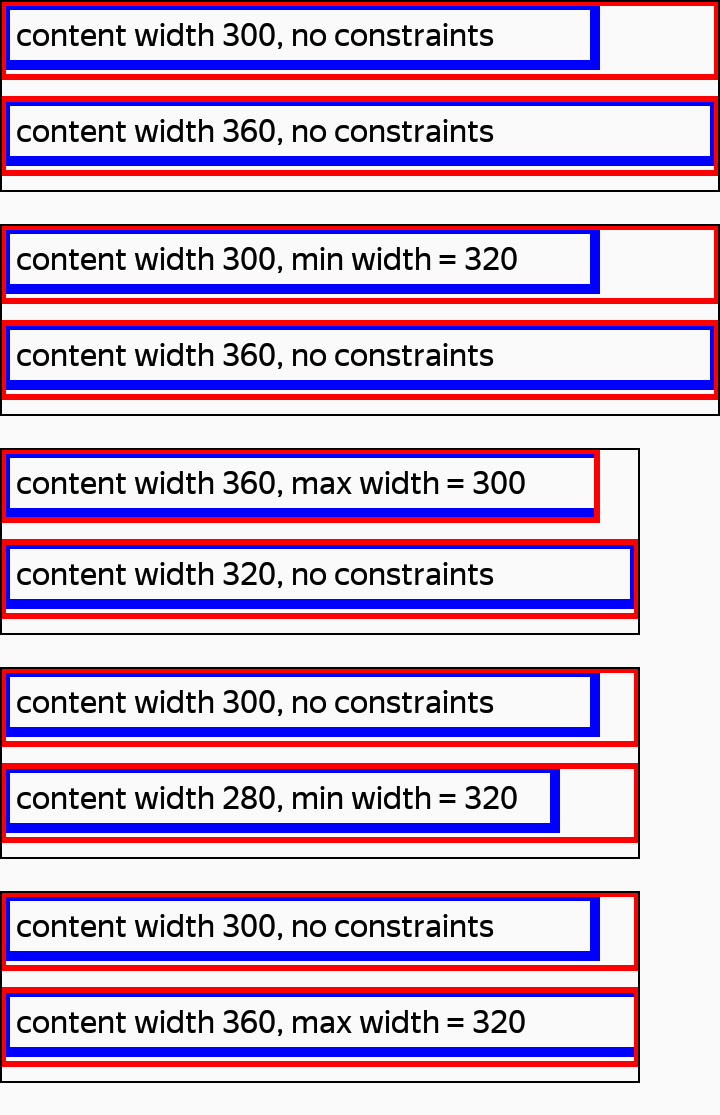 content width 300, no constraints
content width 360, no constraints
content width 300, min width = 320
content width 360, no constraints
content width 360, max width = 300
content width 320, no constraints
content width 300, no constraints
content width 280, min width = 320
content width 300, no constraints
content width 360, max width = 320